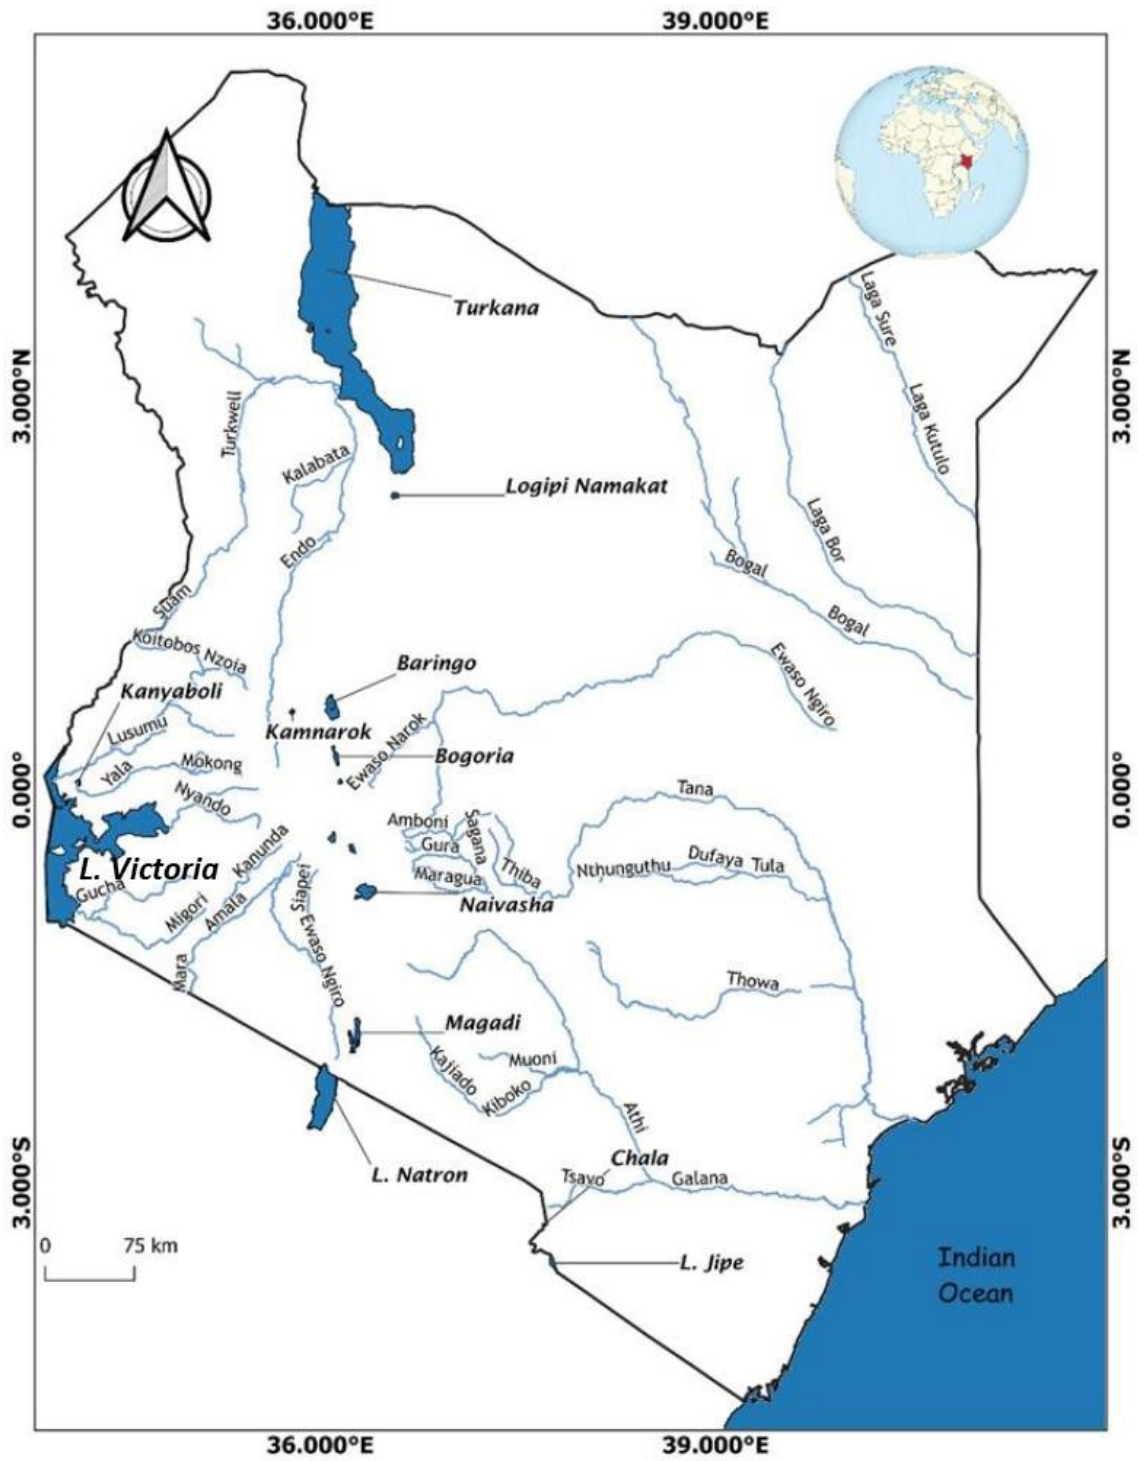 36.000°E
39.000°E
Laga Sure
Turkana
3.000°N
3.000°N
Turkwell
Laga Kutulo
Kalabata
Logipi Namakat
Laga Bor
Endo
Bogal
Suam
Bogal
Koitobos Nzoia
Ewaso Ngiro
Baringo
Kanyaboli
Lusumu
Kamnarok
Ewaso Narok
Bogoria
Yala
Mokong
0.000°
0.000°
Nyando
Tana
Amboni
Sagana
Gura
Kanunda
L. Victoria
Thiba
Nthunguthu
Dufaya Tula
Maragua
Gucha
Siapei
Naivasha
Migori
Amala
Ewaso Ngiro
Mara
Thowa
Magadi
Muoni
Kajiado
Kiboko
Athi
3.000°S
3.000°S
Chala
L. Natron
Tsavo
Galana
0
75 km
L. Jipe
Indian
Ocean
36.000°E
39.000°E